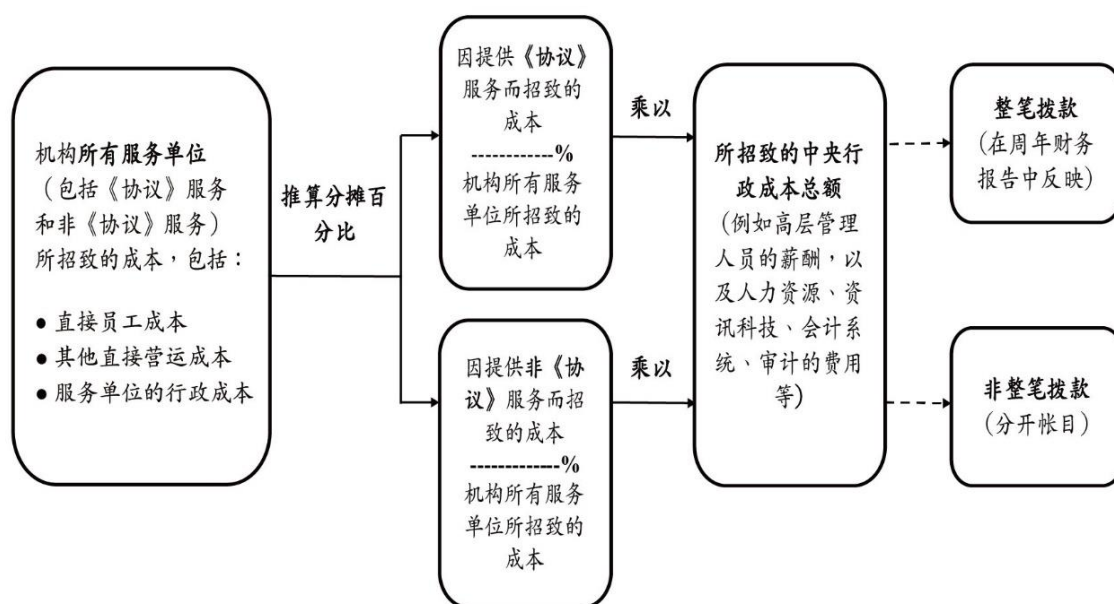 机构所有服务单位
（包括《协议》服务
和非《协议》服务）
所招致的成本，包括：
● 直接员工成本
● 其他直接营运成本
● 服务单位的行政成本
推算分摊百
分比
因提供《协议》
服务而招致的
成本
------------%
机构所有服务
单位所招致的
成本
因提供非《协
议》服务而招
致的成本
-------------%
机构所有服务
单位所招致的
成本
乘以
乘以
所招致的中央行
政成本总额
(例如高层管理
人员的薪酬，以
及人力资源、资
讯科技、会计系
统、审计的费用
等)
整笔拨款
(在周年财务
报告中反映)
非整笔拨款
(分开帐目)